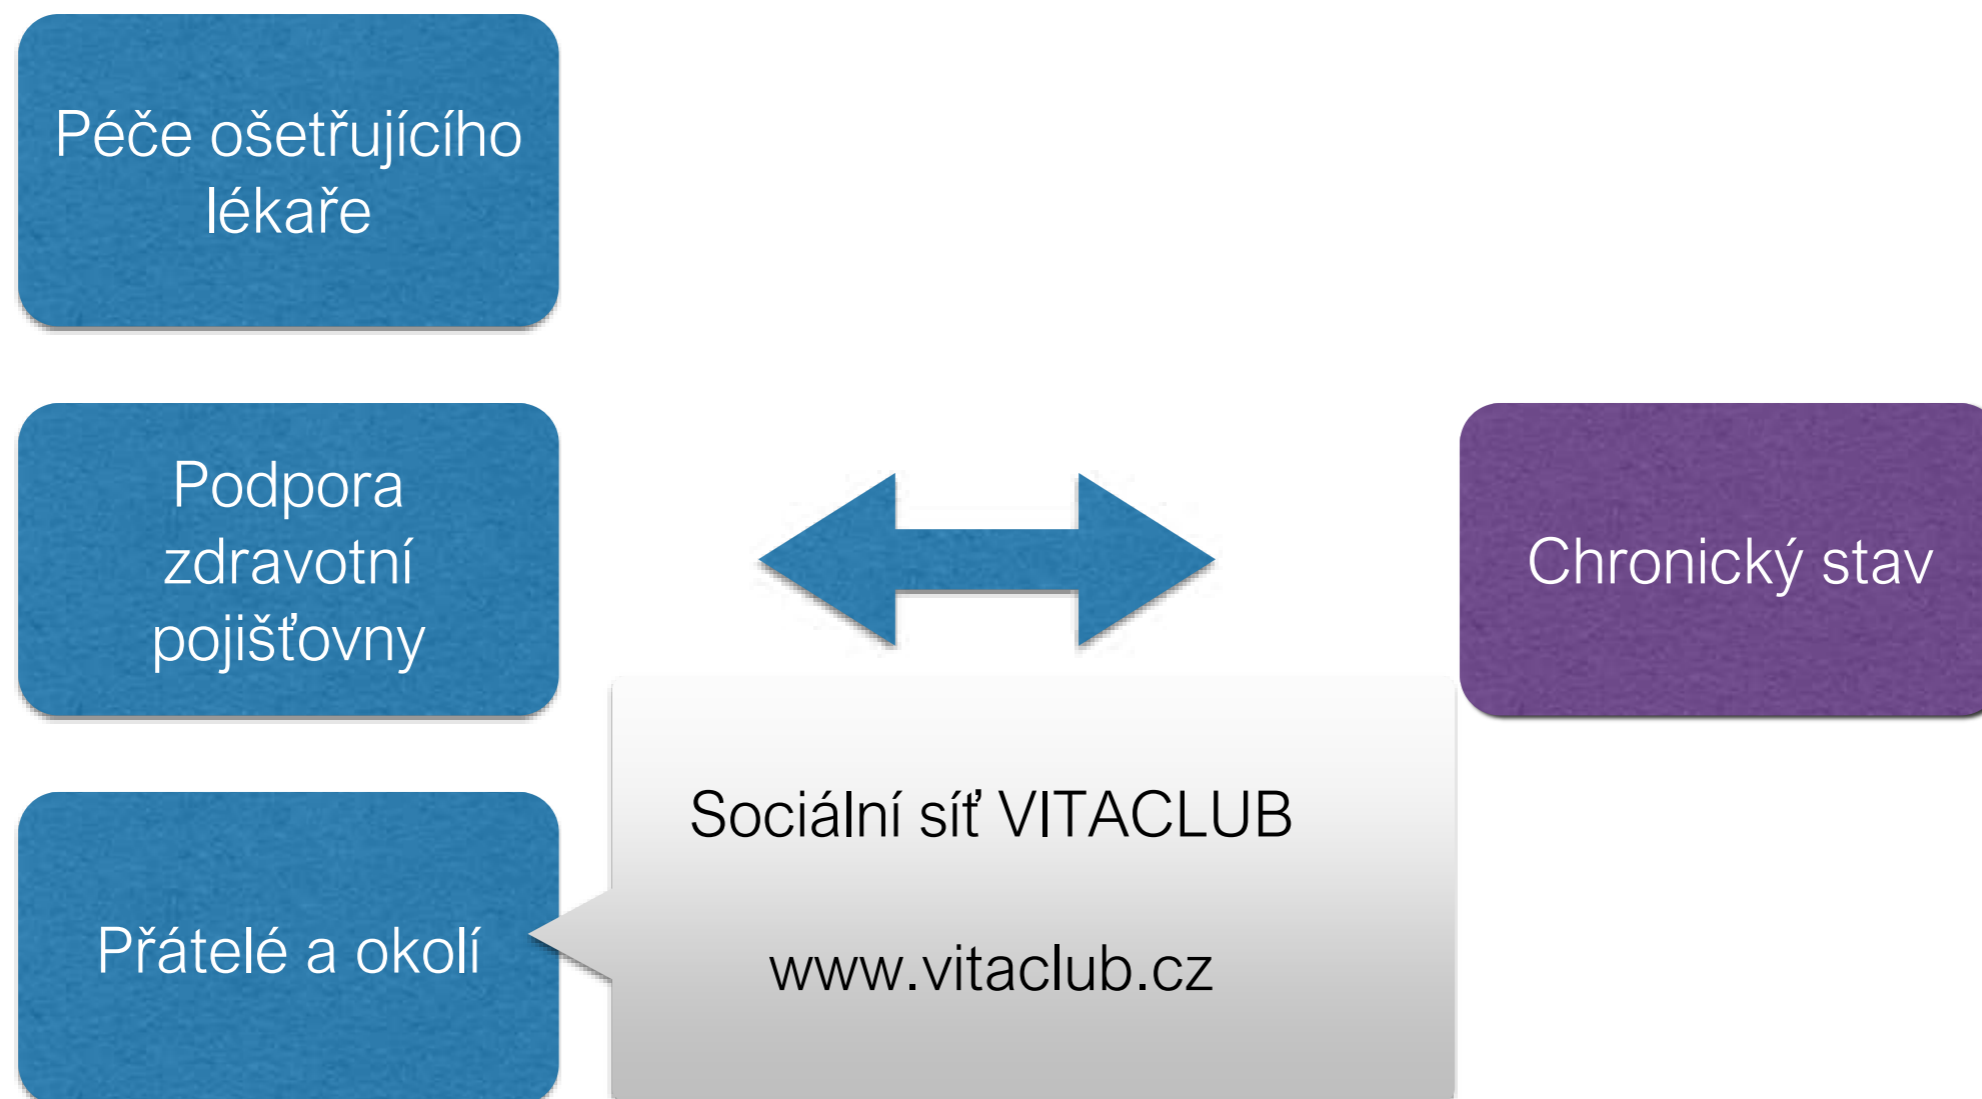 Péče ošetřujícího
lékaře
Podpora
zdravotní
pojišťovny
Chronický stav
Přátelé a okolí
Sociální síť VITACLUB
www.vitaclub.cz